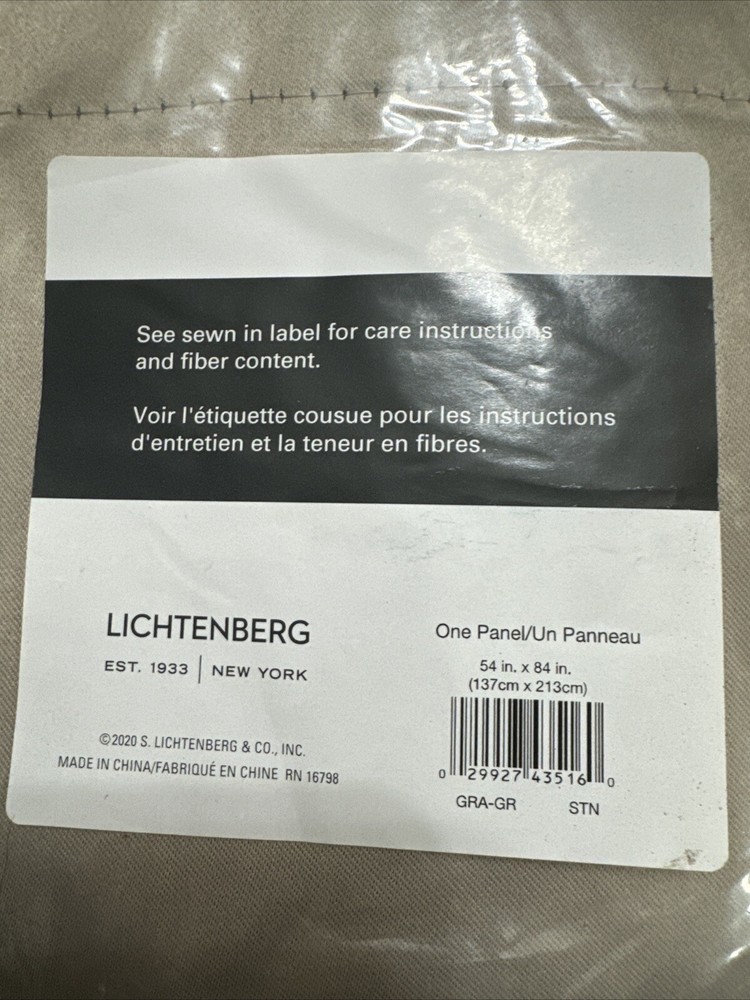 See sewn in label for care instructions
and fiber content.
Voir l'étiquette cousue pour les instructions
d'entretien et la teneur en fibres.
LICHTENBERG
EST. 1933 | NEW YORK
©2020 S. LICHTENBERG & CO., INC.
MADE IN CHINA/FABRIQUÉ EN CHINE RN 16798
One Panel/Un Panneau
54 in. x 84 in.
(137cm x 213cm)
0 29927 43516 0
GRA-GR STN